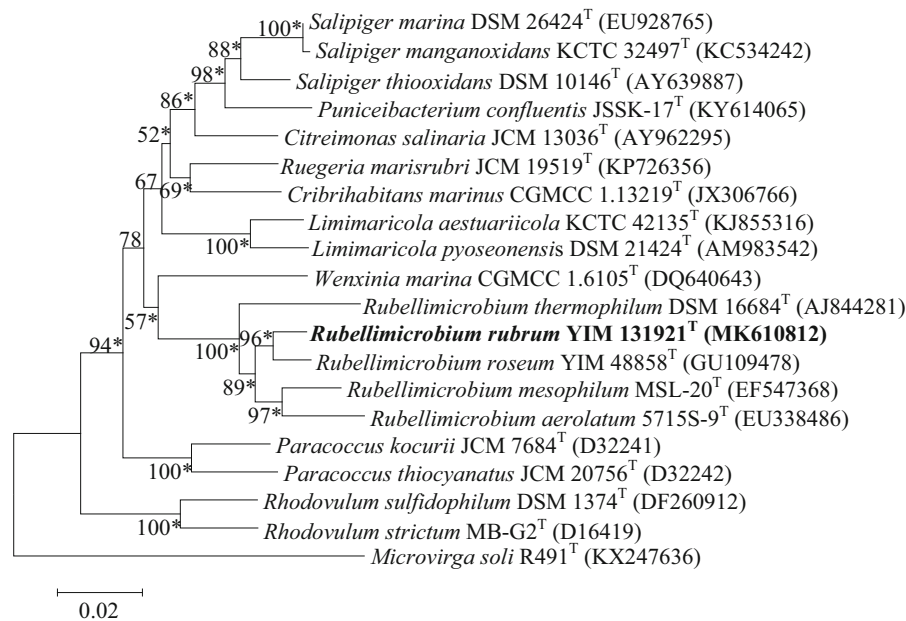 Salipiger marina DSM 26424T (EU928765)
100*
Salipiger manganoxidans KCTC 32497T (KC534242)
88*
Salipiger thiooxidans DSM 10146T (AY639887)
98*
Puniceibacterium confluentis JSSK-17T (KY614065)
86*
Citreimonas salinaria JCM 13036T (AY962295)
52*
Ruegeria marisrubri JCM 19519T (KP726356)
67
69*
Cribrihabitans marinus CGMCC 1.13219T (JX306766)
Limimaricola aestuariicola KCTC 42135T (KJ855316)
78
100*
Limimaricola pyoseonensis DSM 21424T (AM983542)
Wenxinia marina CGMCC 1.6105T (DQ640643)
Rubellimicrobium thermophilum DSM 16684T (AJ844281)
57*
Rubellimicrobium rubrum YIM 131921T (MK610812)
96*
94*
100*
Rubellimicrobium roseum YIM 48858T (GU109478)
89*
Rubellimicrobium mesophilum MSL-20T (EF547368)
97*
Rubellimicrobium aerolatum 5715S-9T (EU338486)
Paracoccus kocurii JCM 7684T (D32241)
100*
Paracoccus thiocyanatus JCM 20756T (D32242)
Rhodovulum sulfidophilum DSM 1374T (DF260912)
100*
Rhodovulum strictum MB-G2T (D16419)
Microvirga soli R491T (KX247636)
0.02